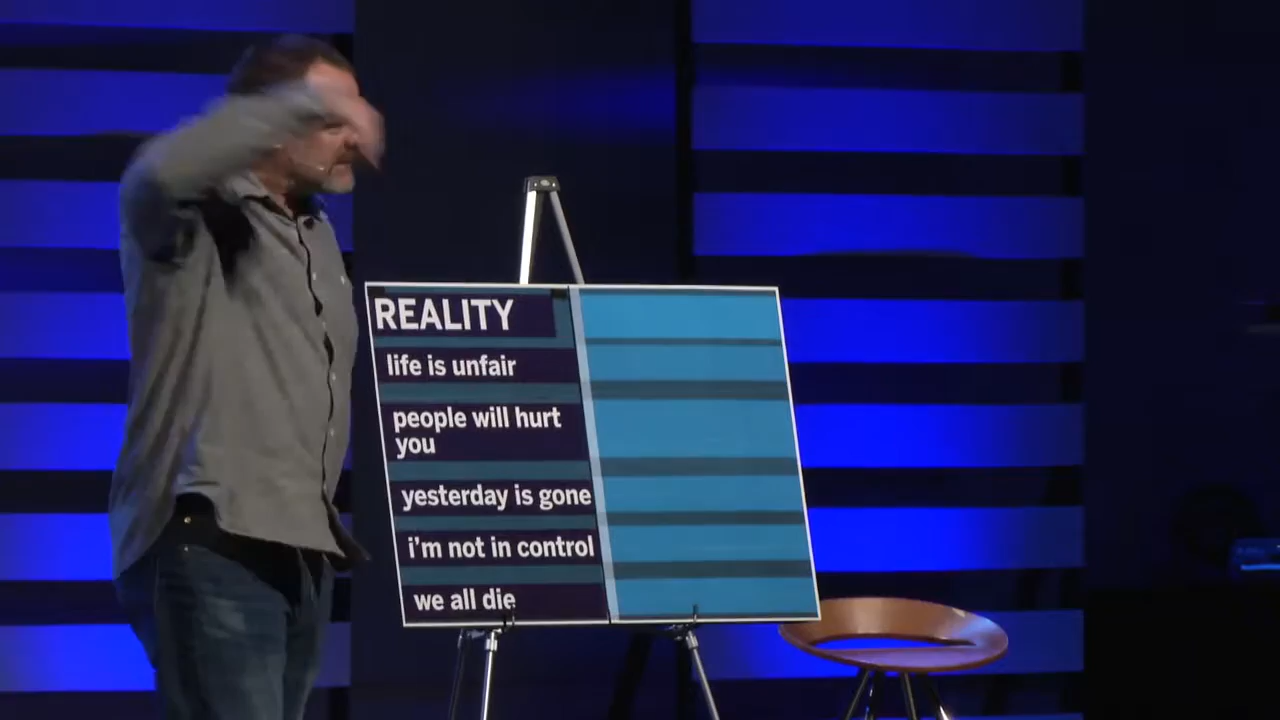 REALITY
life is unfair
people will hurt
you
yesterday is gone
i'm not in control
we all die